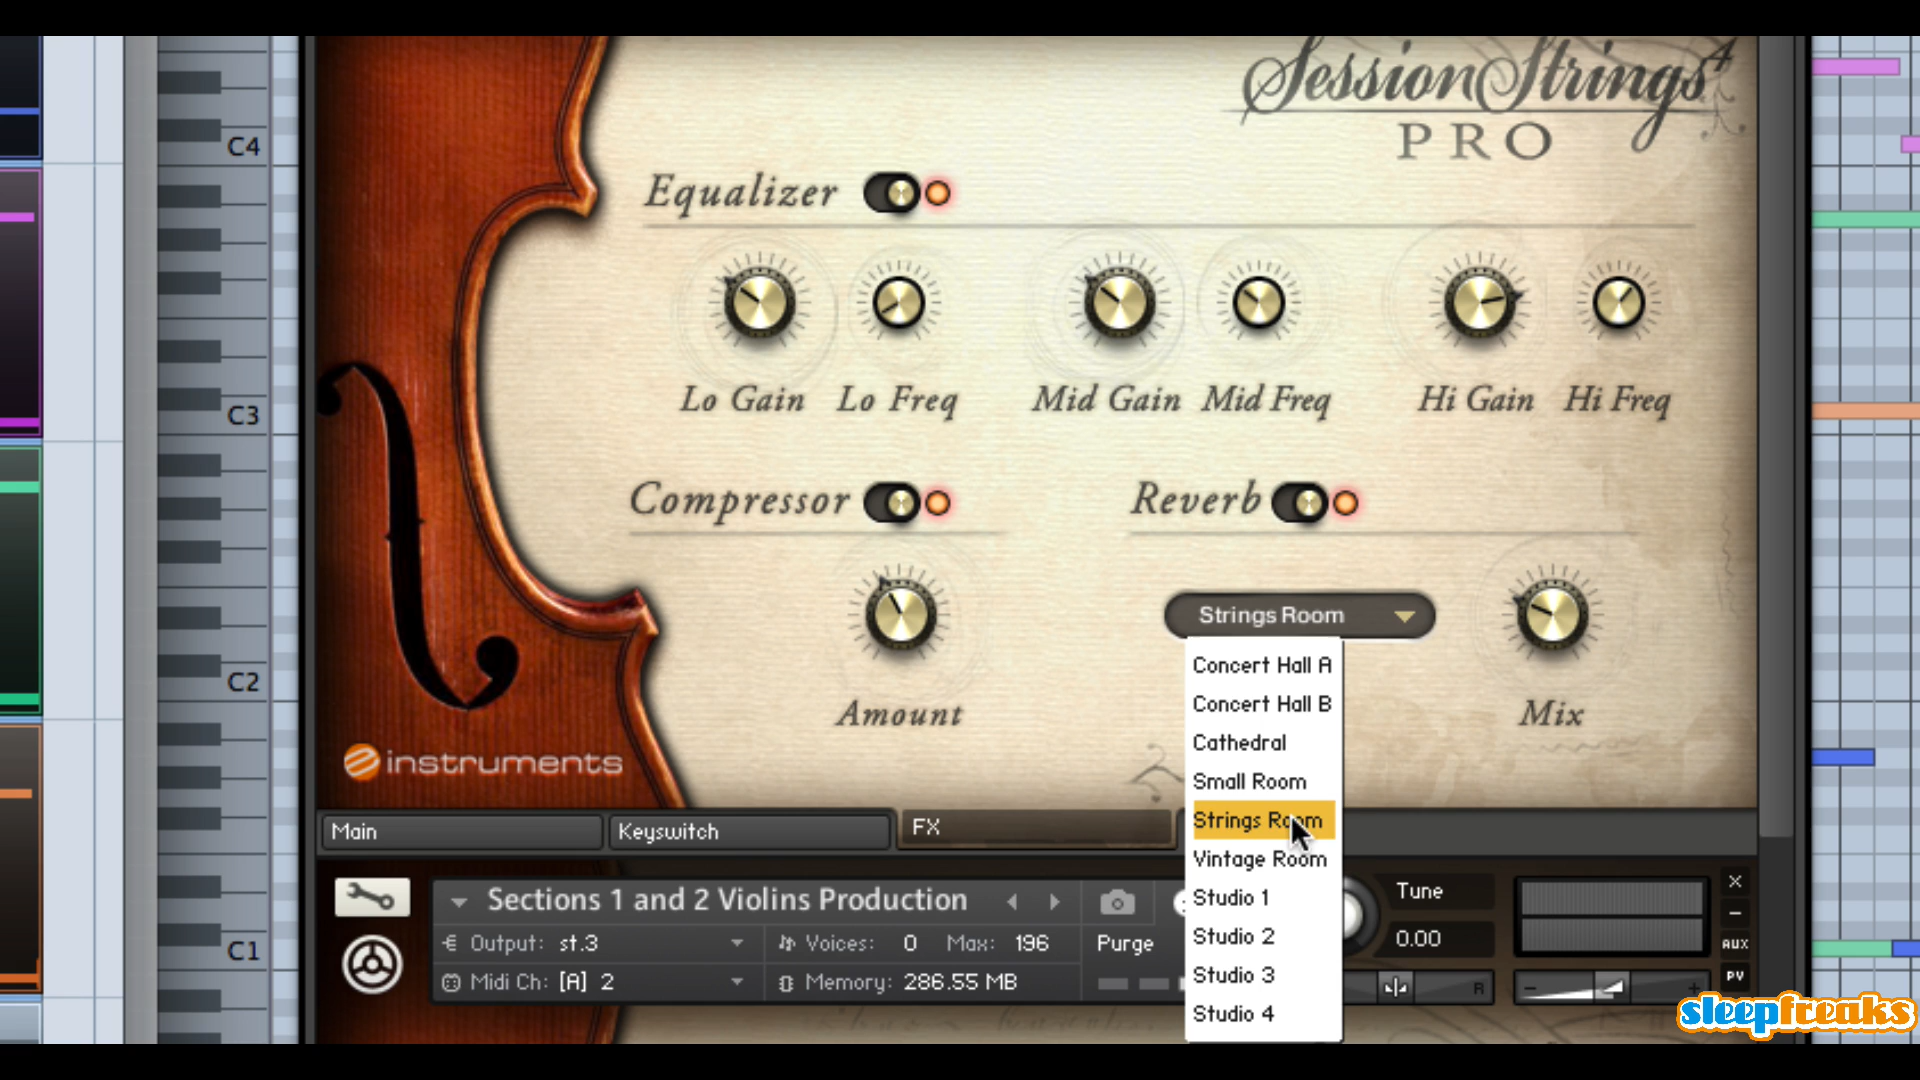 Session Strings
PRO
C4
Equalizer
C3
Lo Gain Lo Freq Mid Gain Mid Freq Hi Gain Hi Freq
Compressor Reverb
Strings Room
C2
Concert Hall A
Concert Hall B
Amount Mix
Cathedral
instruments
Small Room
Strings Room
Main Keyswitch FX
Vintage Room
Sections 1 and 2 Violins Production
Studio 1
Tune
Output: st.3 Voices: 0 Max: 196 Purge
Studio 2
0.00
AUX
C1
Midi Ch: [A] 2 Memory: 286.55 MB
Studio 3
R
PV
Studio 4
sleepfreaks